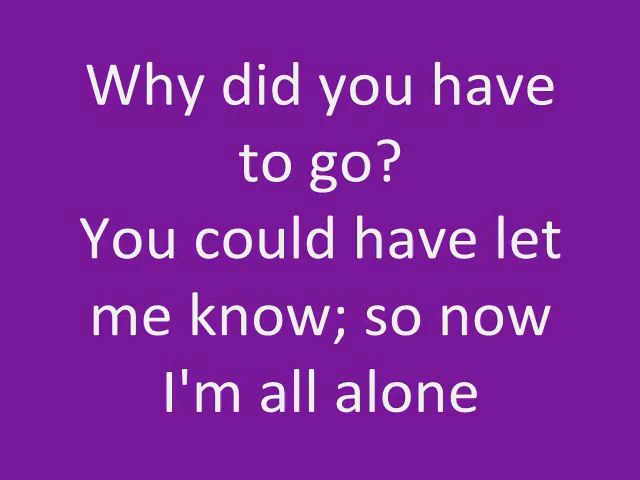 Why did you have
to go?
You could have let
me know; so now
I'm all alone